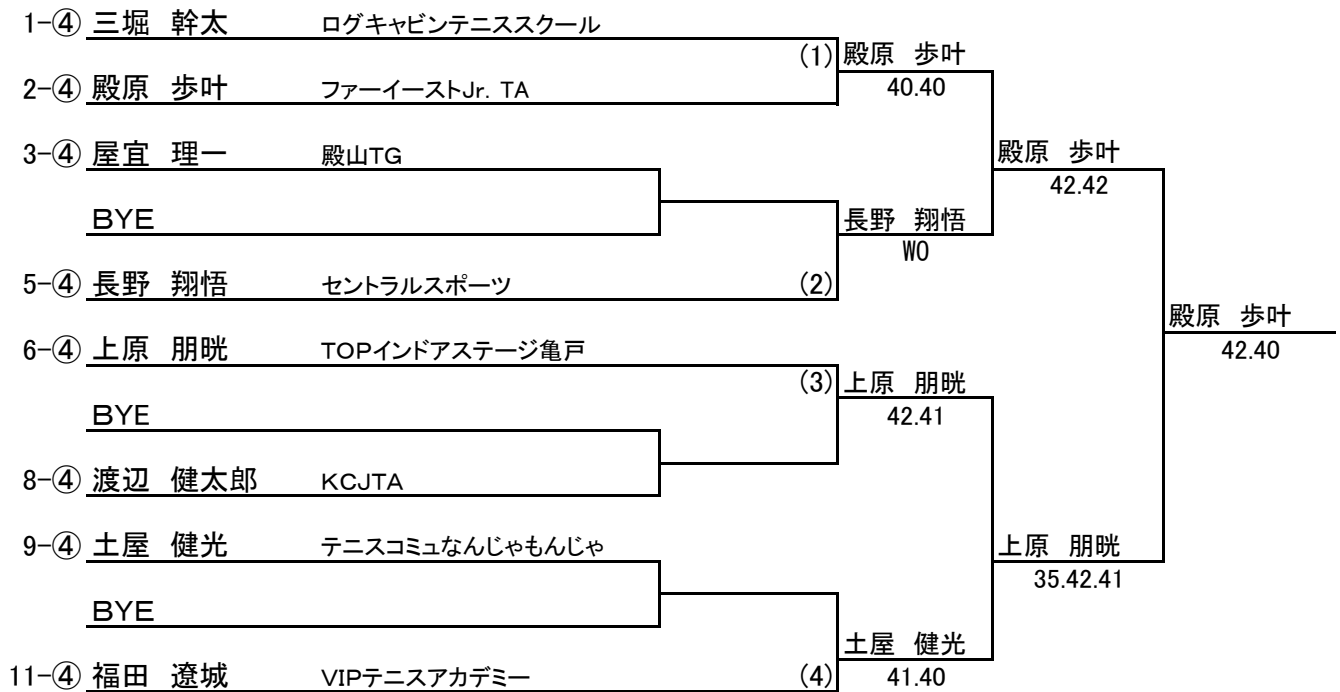 1-④ 三堀 幹太 ログキャビンテニススクール
(1) 殿原 歩叶
2-④ 殿原 歩叶 ファーイーストJr. TA 40.40
3-④ 屋宜 理一 殿山TG 殿原 歩叶
42.42
BYE 長野 翔悟
WO
5-④ 長野 翔悟 セントラルスポーツ (2)
殿原 歩叶
6-④ 上原 朋晄 TOPインドアステージ亀戸 42.40
(3) 上原 朋晄
BYE 42.41
8-④ 渡辺 健太郎 KCJTA
9-④ 土屋 健光 テニスコミュなんじゃもんじゃ 上原 朋晄
35.42.41
BYE
土屋 健光
11-④ 福田 遼城 VIPテニスアカデミー (4) 41.40